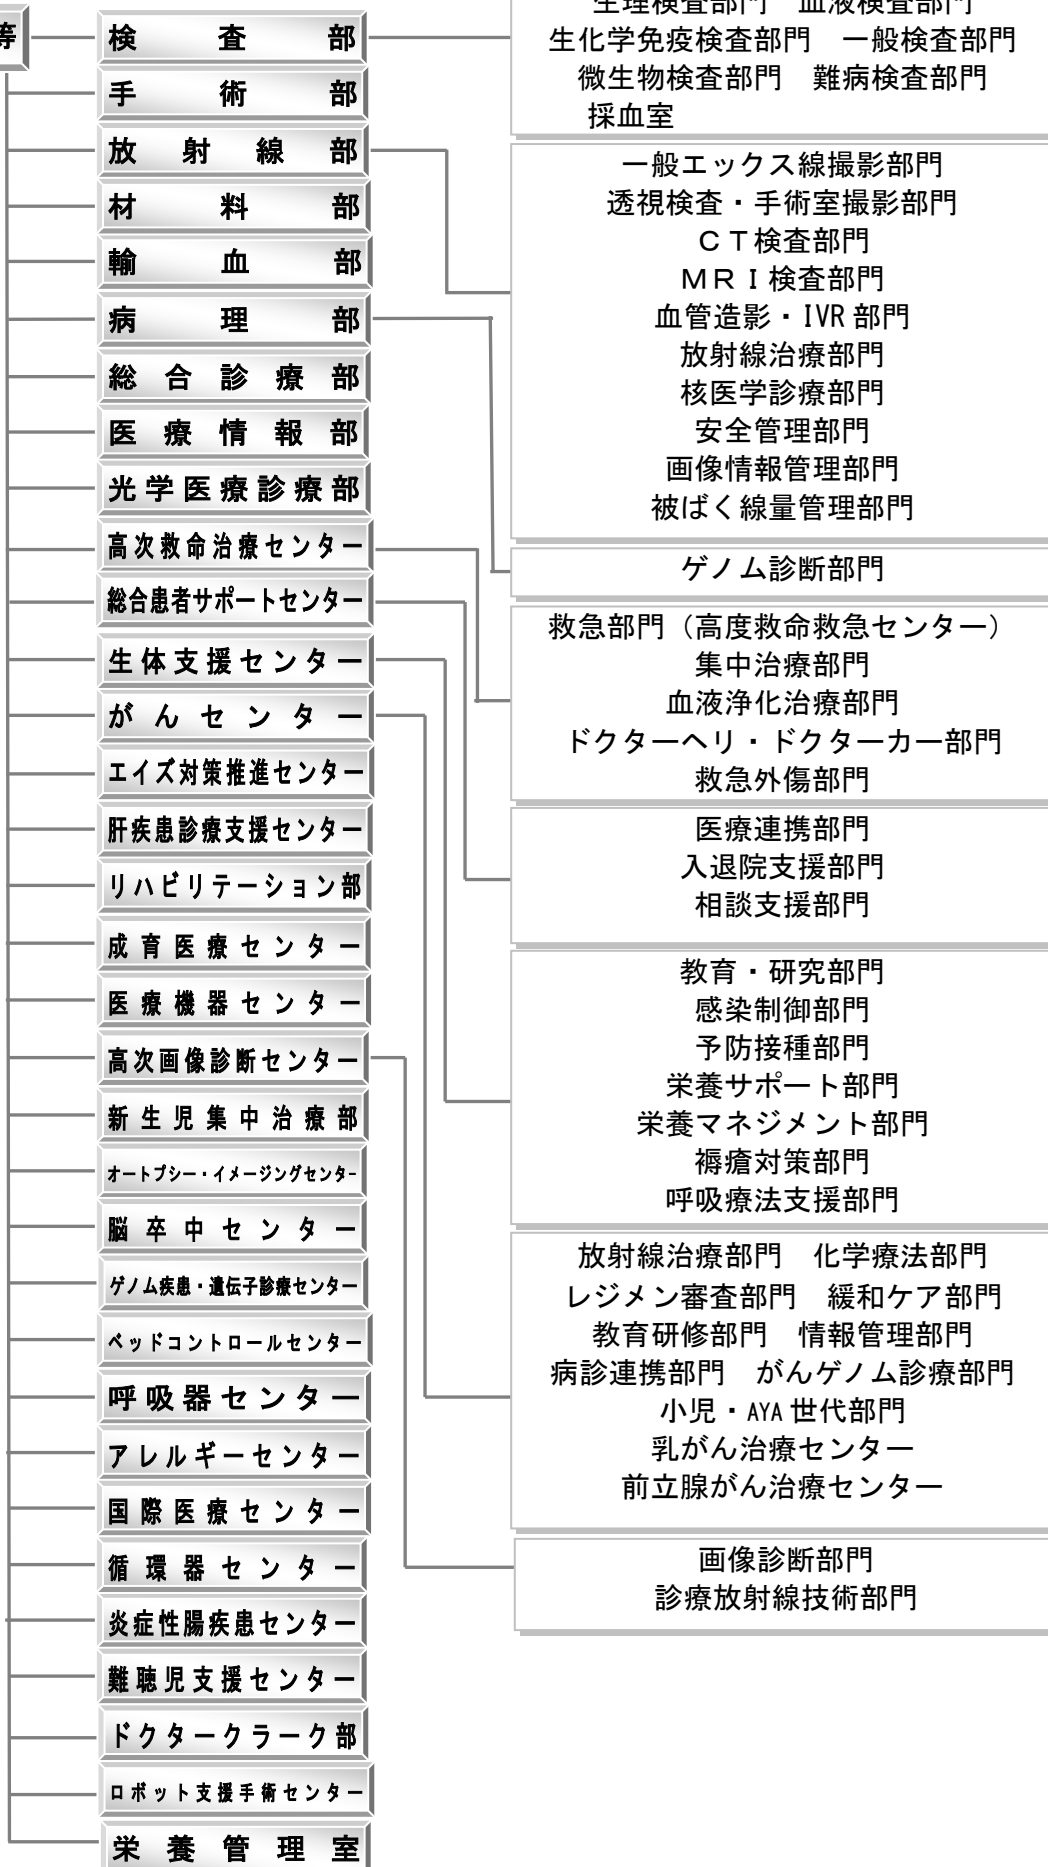 等
検査部
手術部
放射線部
材料部
輸血部
病理部
総合診療部
医療情報部
光学医療診療部
高次救命治療センター
総合患者サポートセンター
生体支援センター
がんセンター
エイズ対策推進センター
肝疾患診療支援センター
リハビリテーション部
成育医療センター
医療機器センター
高次画像診断センター
新生児集中治療部
オートプシー・イメージングセンター
脳卒中センター
ゲノム疾患・遺伝子診療センター
ベッドコントロールセンター
呼吸器センター
アレルギーセンター
国際医療センター
循環器センター
炎症性腸疾患センター
難聴児支援センター
ドクタークラーク部
ロボット支援手術センター
栄養管理室
生理検査部門　血液検査部門
生化学免疫検査部門　一般検査部門
微生物検査部門　難病検査部門
採血室
一般エックス線撮影部門
透視検査・手術室撮影部門
ＣＴ検査部門
ＭＲＩ検査部門
血管造影・IVR 部門
放射線治療部門
核医学診療部門
安全管理部門
画像情報管理部門
被ばく線量管理部門
ゲノム診断部門
救急部門（高度救命救急センター）
集中治療部門
血液浄化治療部門
ドクターヘリ・ドクターカー部門
救急外傷部門
医療連携部門
入退院支援部門
相談支援部門
教育・研究部門
感染制御部門
予防接種部門
栄養サポート部門
栄養マネジメント部門
褥瘡対策部門
呼吸療法支援部門
放射線治療部門　化学療法部門
レジメン審査部門　緩和ケア部門
教育研修部門　情報管理部門
病診連携部門　がんゲノム診療部門
小児・AYA 世代部門
乳がん治療センター
前立腺がん治療センター
画像診断部門
診療放射線技術部門